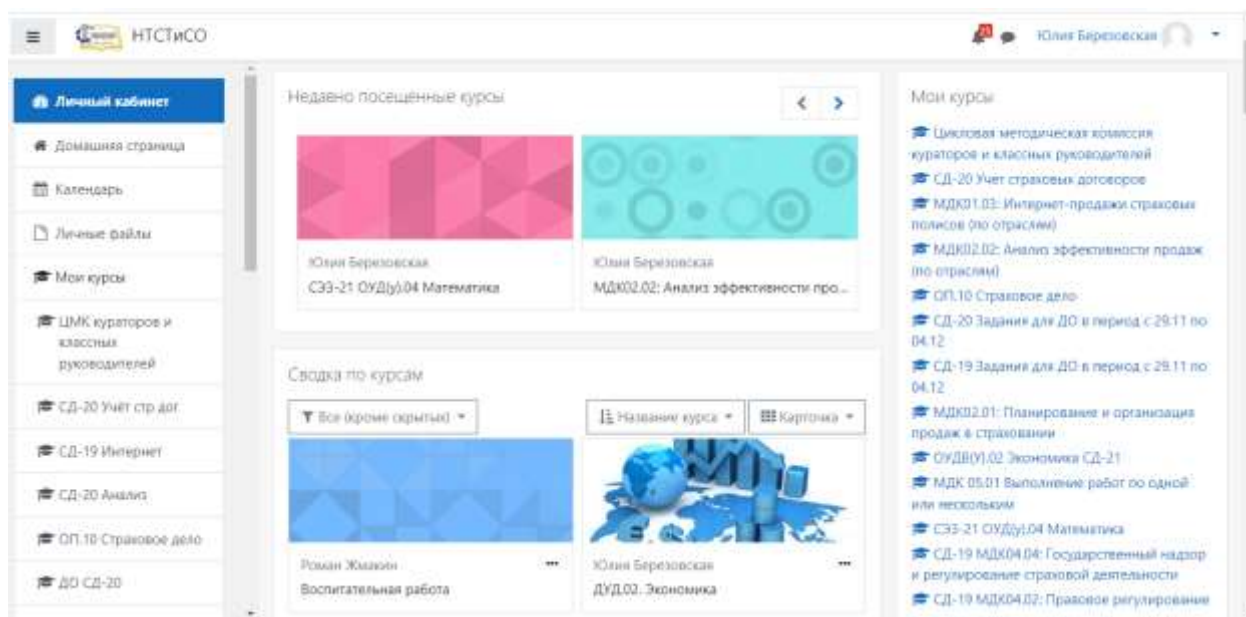 НТСТиСО
21
Юлия Березовская
Личный кабинет
Домашняя страница
Календарь
Личные файлы
Мои курсы
ЦМК кураторов и
классных
руководителей
СД-20 Учёт стр дог
СД-19 Интернет
СД-20 Анализ
ОП.10 Страховое дело
ДО СД-20
Недавно посещенные курсы
Юлия Березовская
СЭЗ-21 ОУД(у).04 Математика
Юлия Березовская
МДК02.02: Анализ эффективности про...
Сводка по курсам
Все (кроме скрытых)
Название курса
Карточка
Роман Жмакин
Воспитательная работа
Юлия Березовская
ДУД.02. Экономика
Мои курсы
Цикловая методическая комиссия
кураторов и классных руководителей
СД-20 Учет страховых договоров
МДК01.03: Интернет-продажи страховых
полисов (по отраслям)
МДК02.02: Анализ эффективности продаж
(по отраслям)
ОП.10 Страховое дело
СД-20 Задания для ДО в период с 29.11 по
04.12
СД-19 Задания для ДО в период с 29.11 по
04.12
МДК02.01: Планирование и организация
продаж в страховании
ОУДВ(У).02 Экономика СД-21
МДК 05.01 Выполнение работ по одной
или нескольким
СЭЗ-21 ОУД(у).04 Математика
СД-19 МДК04.04: Государственный надзор
и регулирование страховой деятельности
СД-19 МДК04.02: Правовое регулирование